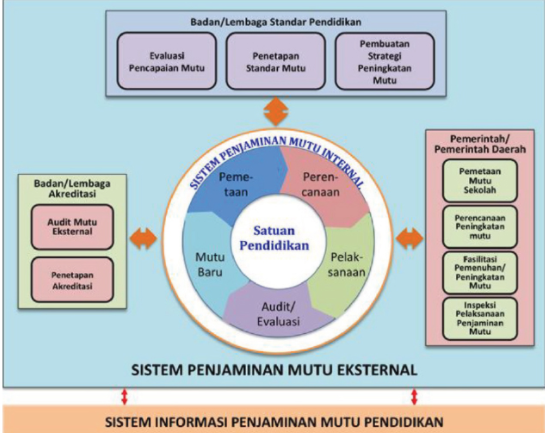 Badan/Lembaga Standar Pendidikan
Evaluasi
Pencapaian Mutu
Penetapan
Standar Mutu
Pembuatan
Strategi
Peningkatan
Mutu
SISTEM PENJAMINAN MUTU INTERNAL
Peme-
taan
Peren-
canaan
Satuan
Pendidikan
Mutu
Baru
Pelak-
sanaan
Audit/
Evaluasi
Badan/Lembaga
Akreditasi
Audit Mutu
Eksternal
Penetapan
Akreditasi
Pemerintah/
Pemerintah Daerah
Pemetaan
Mutu
Sekolah
Perencanaan
Peningkatan
mutu
Fasilitasi
Pemenuhan/
Peningkatan
Mutu
Inspeksi
Pelaksanaan
Penjaminan
Mutu
SISTEM PENJAMINAN MUTU EKSTERNAL
SISTEM INFORMASI PENJAMINAN MUTU PENDIDIKAN